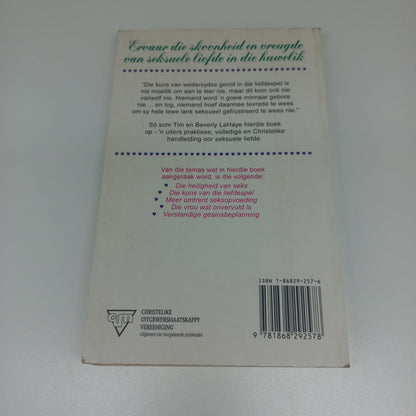 Ervaar die skoonheid en vreugde
van seksuele liefde in die huwelik
"Die kuns van wedersydse genot in die liefdespel is
nie moeilik om aan te leer nie, maar dit kom ook nie
vanself nie. Niemand word 'n goeie minnaar gebore
nie ... en tog, niemand hoef daarmee tevrede te wees
om sy hele lewe lank seksueel gefrustreerd te wees nie."
Só som Tim en Beverly LaHaye hierdie boek
op - 'n uiters praktiese, volledige en Christelike
handleiding oor seksuele liefde.
Van die temas wat in hierdie boek
aangeraak word, is die volgende:
Die heiligheid van seks
Die kuns van die liefdespel
Meer omtrent seksopvoeding
Die vrou wat onvervuld is
Verstandige gesinsbeplanning
ISBN 1-86829-257-6
9 781868 292578
cum
CHRISTELIKE
UITGEWERSMAATSKAPPY
VERENIGING
Uitgewers van hoogstaande publikasies